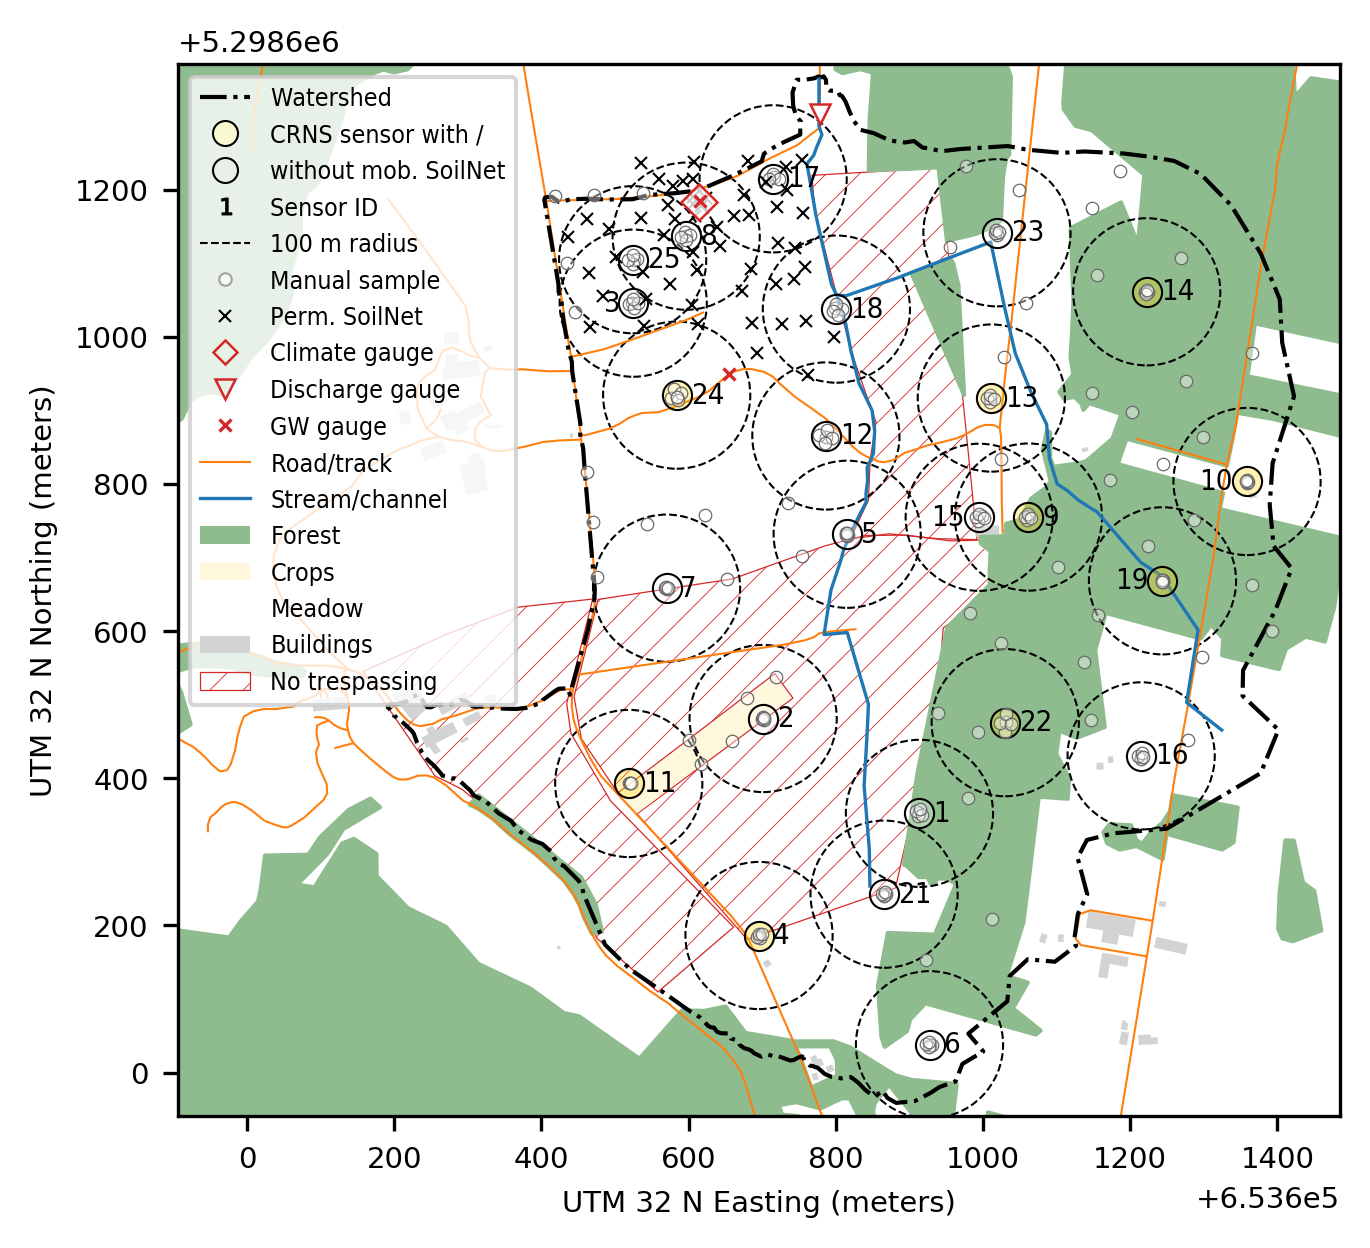 +5.2986e6
Watershed
CRNS sensor with /
without mob. SoilNet
1 Sensor ID
100 m radius
Manual sample
Perm. SoilNet
Climate gauge
Discharge gauge
GW gauge
Road/track
Stream/channel
Forest
Crops
Meadow
Buildings
No trespassing
17
8
23
25
14
3
18
24
13
12
10
15
9
5
19
7
2
22
16
11
1
21
4
6
1200
1000
800
600
400
200
0
UTM 32 N Northing (meters)
0 200 400 600 800 1000 1200 1400
UTM 32 N Easting (meters)
+6.536e5